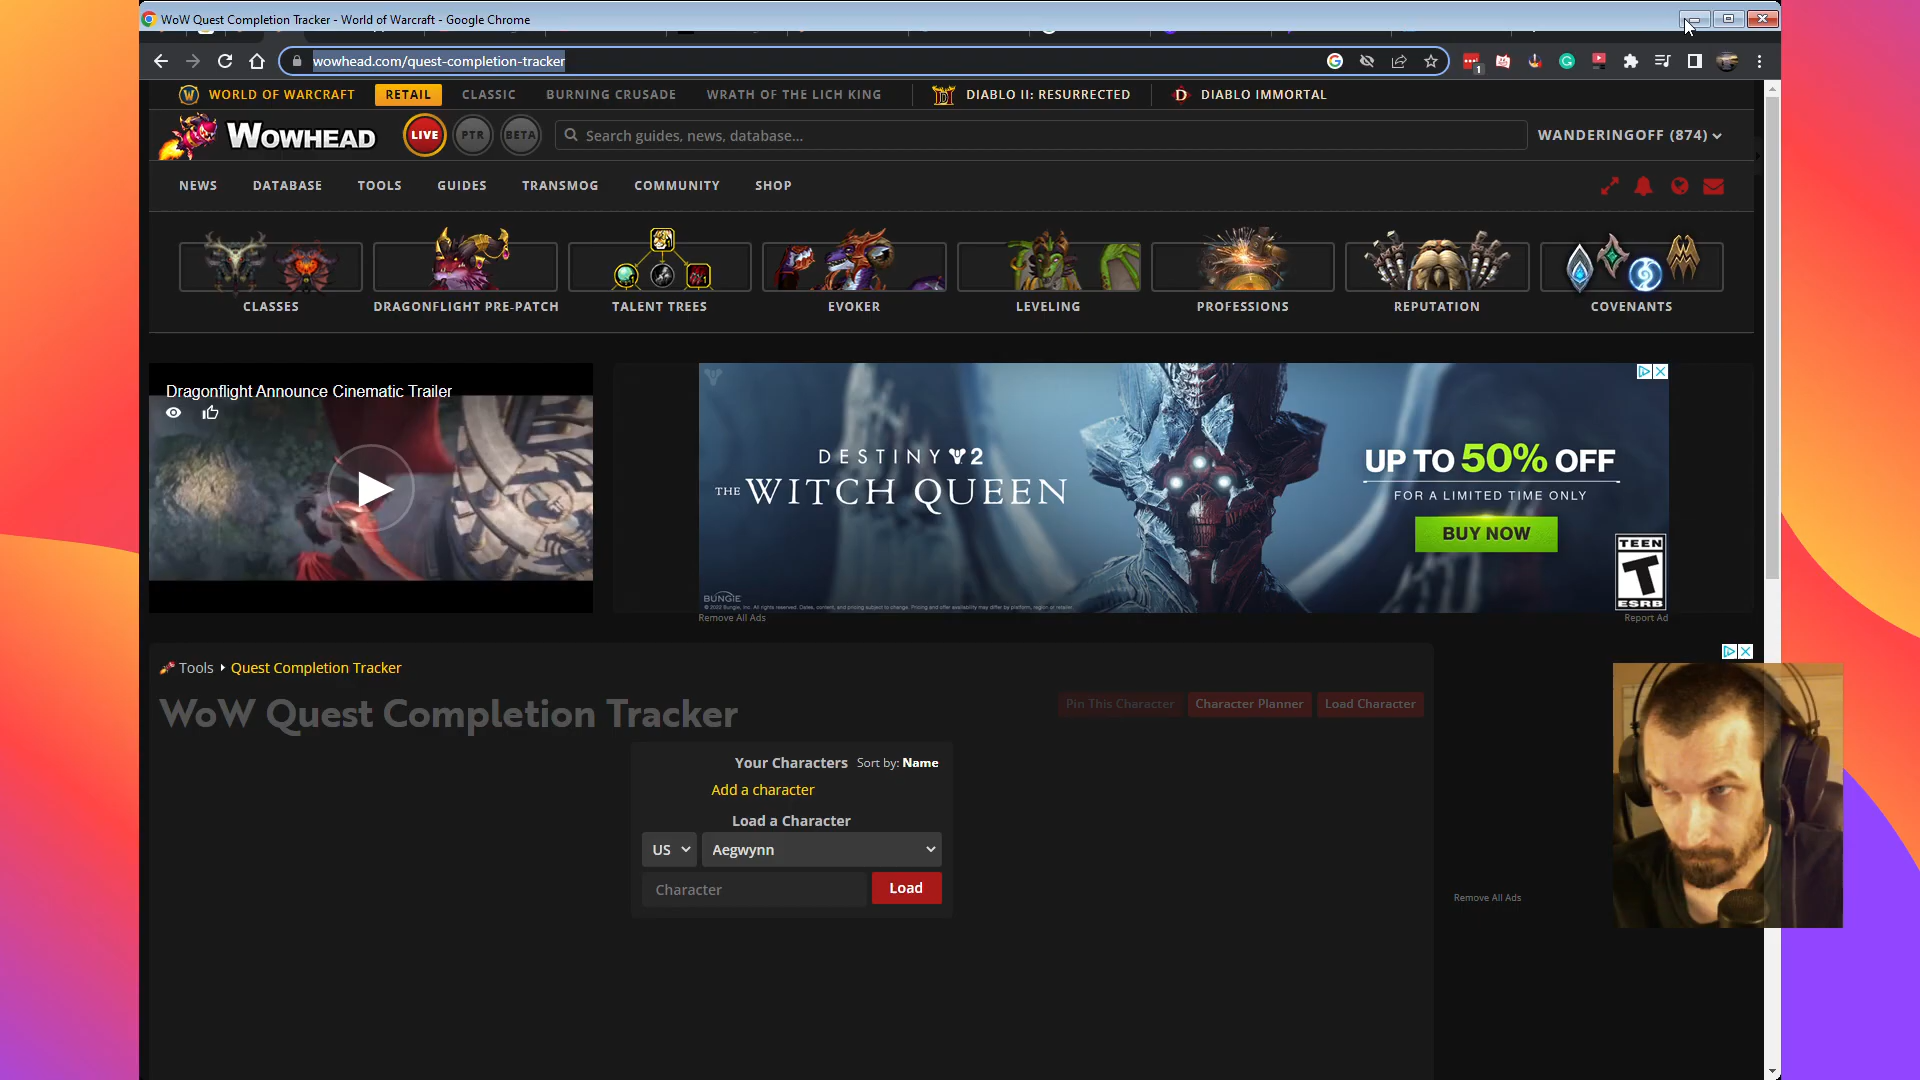 WoW Quest Completion Tracker - World of Warcraft - Google Chrome
wowhead.com/quest-completion-tracker
1
WORLD OF WARCRAFT RETAIL CLASSIC BURNING CRUSADE WRATH OF THE LICH KING DIABLO II: RESURRECTED DIABLO IMMORTAL
WOWHEAD LIVE PTR BETA Search guides, news, database... WANDERINGOFF (874)
NEWS DATABASE TOOLS GUIDES TRANSMOG COMMUNITY SHOP
CLASSES DRAGONFLIGHT PRE-PATCH TALENT TREES EVOKER LEVELING PROFESSIONS REPUTATION COVENANTS
Dragonflight Announce Cinematic Trailer
DESTINY 2
THE WITCH QUEEN
UP TO 50% OFF
FOR A LIMITED TIME ONLY
BUY NOW
TEEN
T
ESRB
BUNGIE
Remove All Ads Report Ad
Tools Quest Completion Tracker
WoW Quest Completion Tracker
Pin This Character Character Planner Load Character
Your Characters Sort by: Name
Add a character
Load a Character
US Aegwynn
Character Load
Remove All Ads